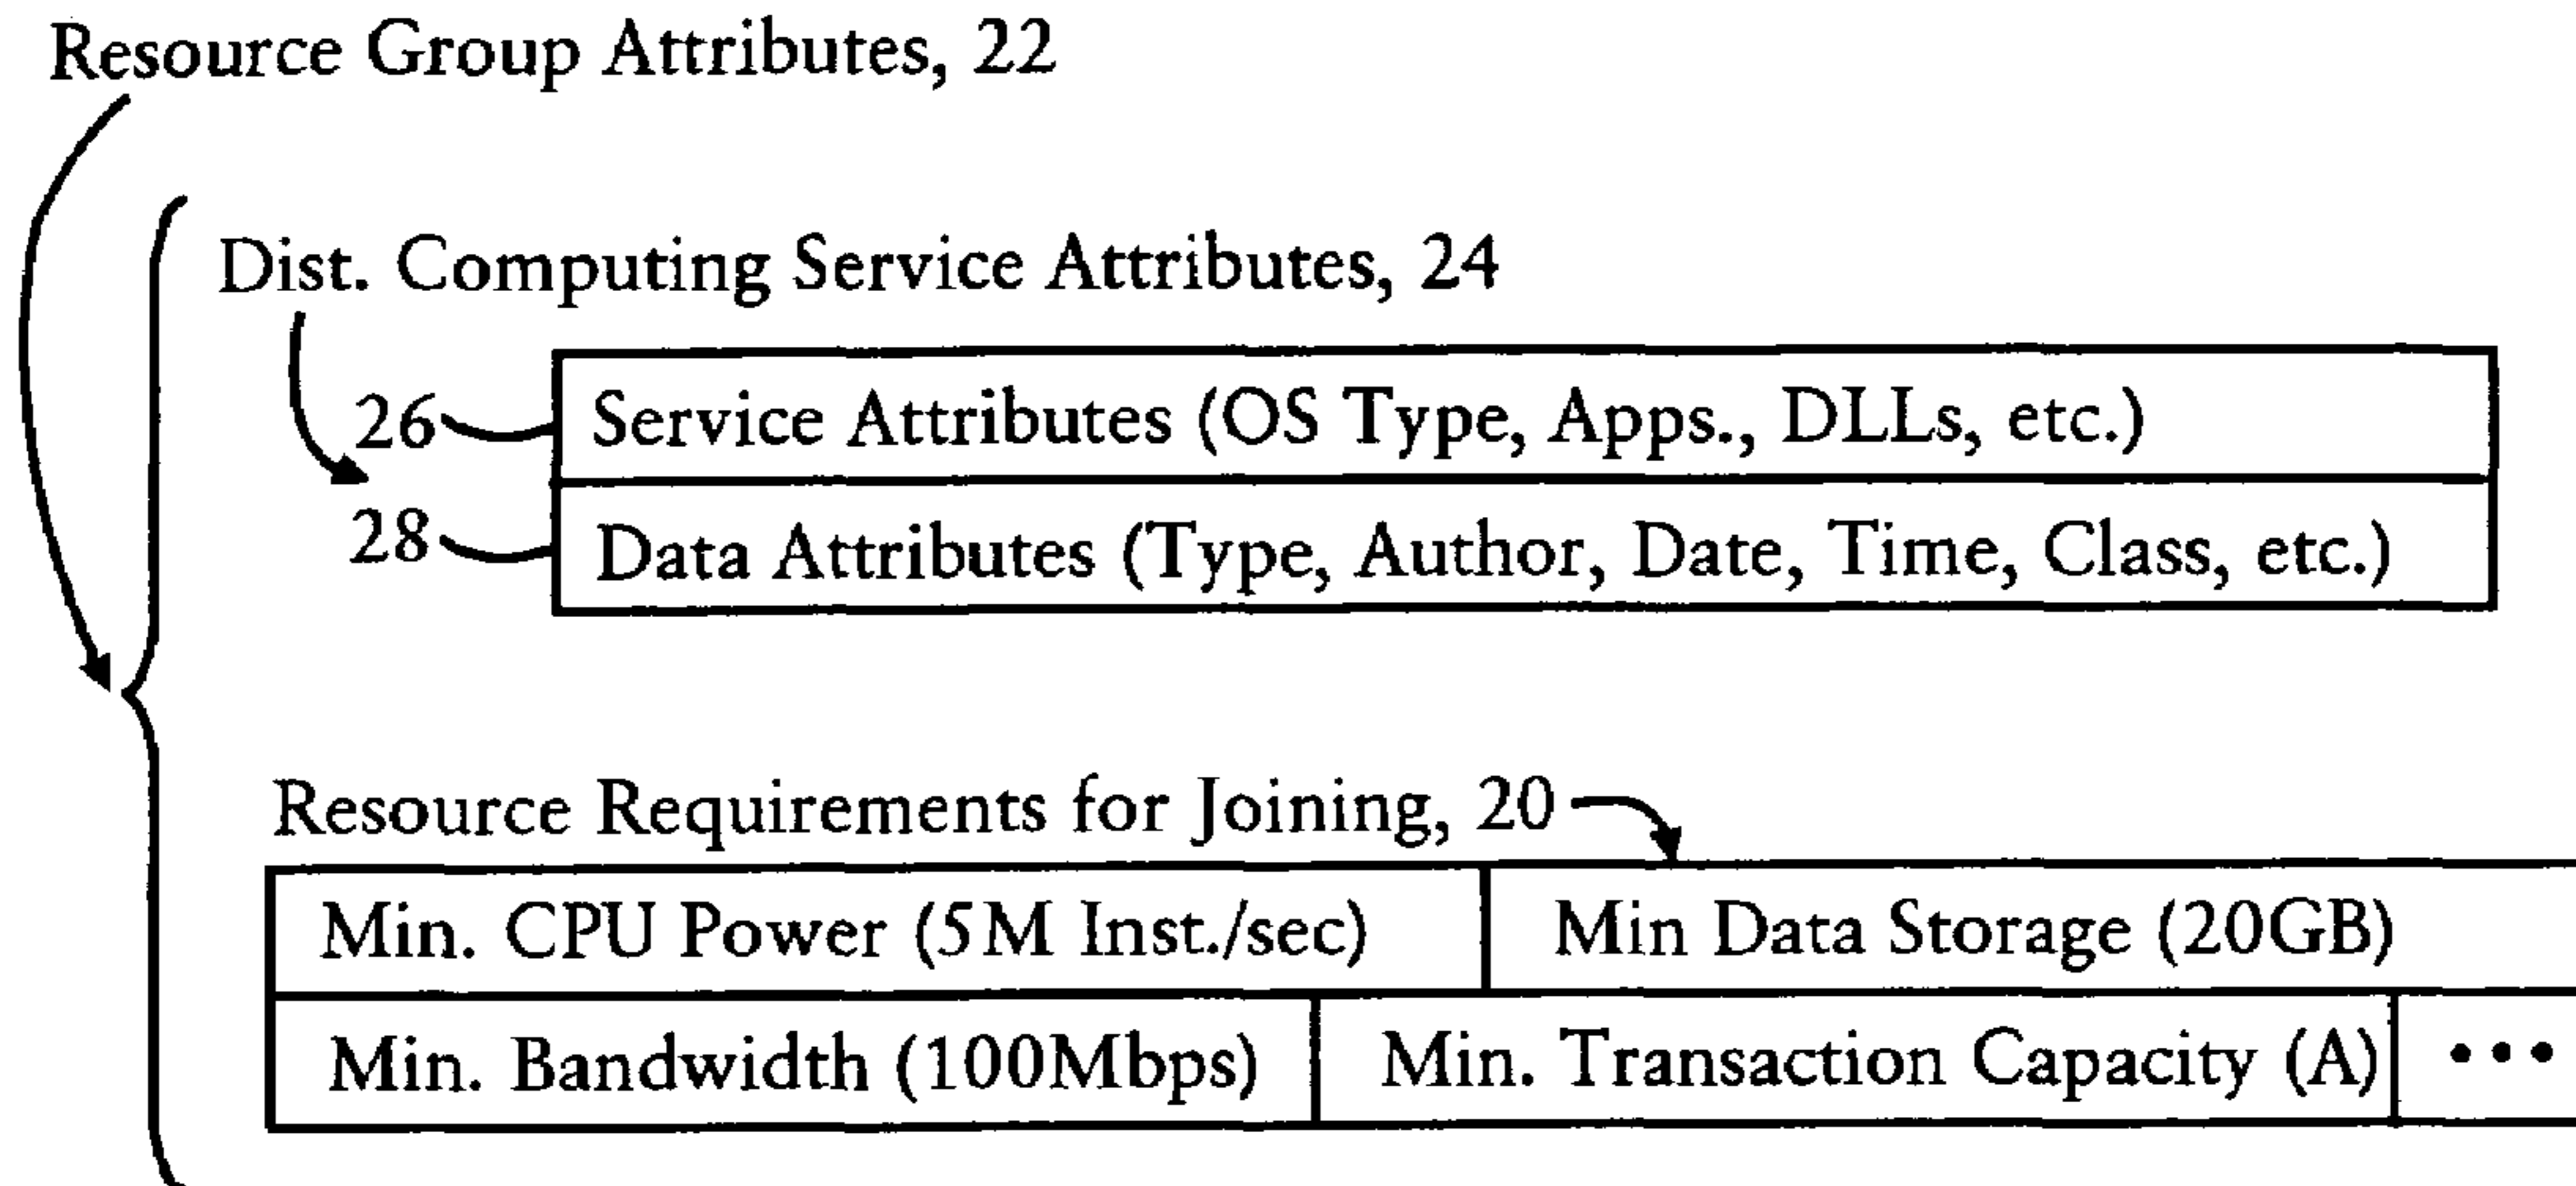 Resource Group Attributes, 22
Dist. Computing Service Attributes, 24
26 Service Attributes (OS Type, Apps., DLLs, etc.)
28 Data Attributes (Type, Author, Date, Time, Class, etc.)
Resource Requirements for Joining, 20
Min. CPU Power (5M Inst./sec) Min Data Storage (20GB)
Min. Bandwidth (100Mbps) Min. Transaction Capacity (A) •••